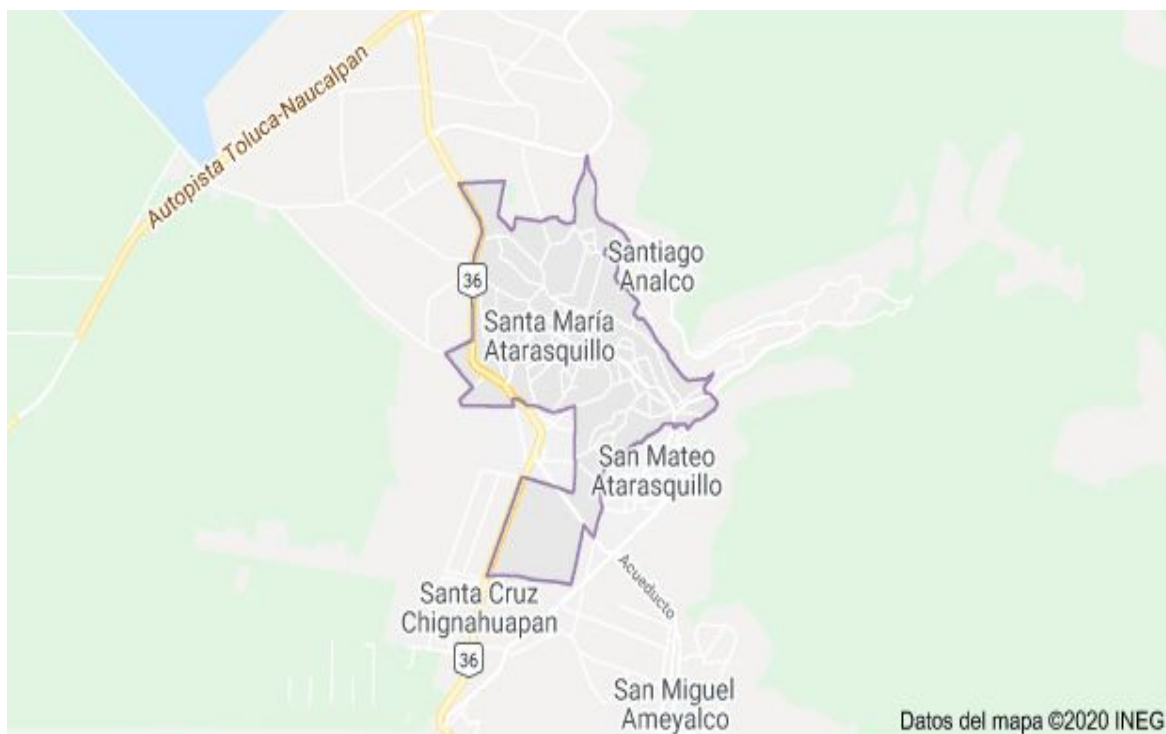 Autopista Toluca-Naucalpan
Santiago
Analco
36
Santa María
Atarasquillo
San Mateo
Atarasquillo
Acueducto
Santa Cruz
Chignahuapan
36
San Miguel
Ameyalco
Datos del mapa ©2020 INEG